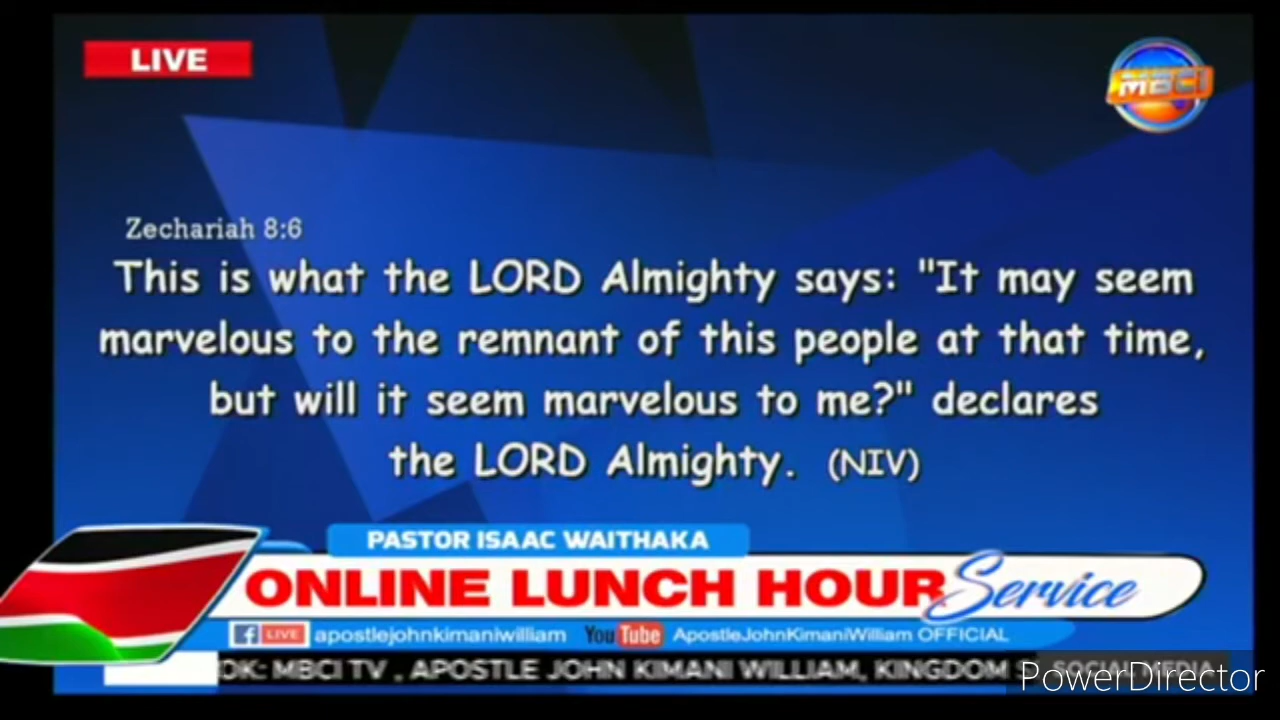 LIVE
MBCI
Zechariah 8:6
This is what the LORD Almighty says: "It may seem
marvelous to the remnant of this people at that time,
but will it seem marvelous to me?" declares
the LORD Almighty. (NIV)
PASTOR ISAAC WAITHAKA
ONLINE LUNCH HOUR Service
f LIVE apostlejohnkimaniwilliam YouTube ApostleJohnKimaniWilliam OFFICIAL
OK: MBCI TV , APOSTLE JOHN KIMANI WILLIAM, KINGDOM S SOCIAL MEDIA
PowerDirector